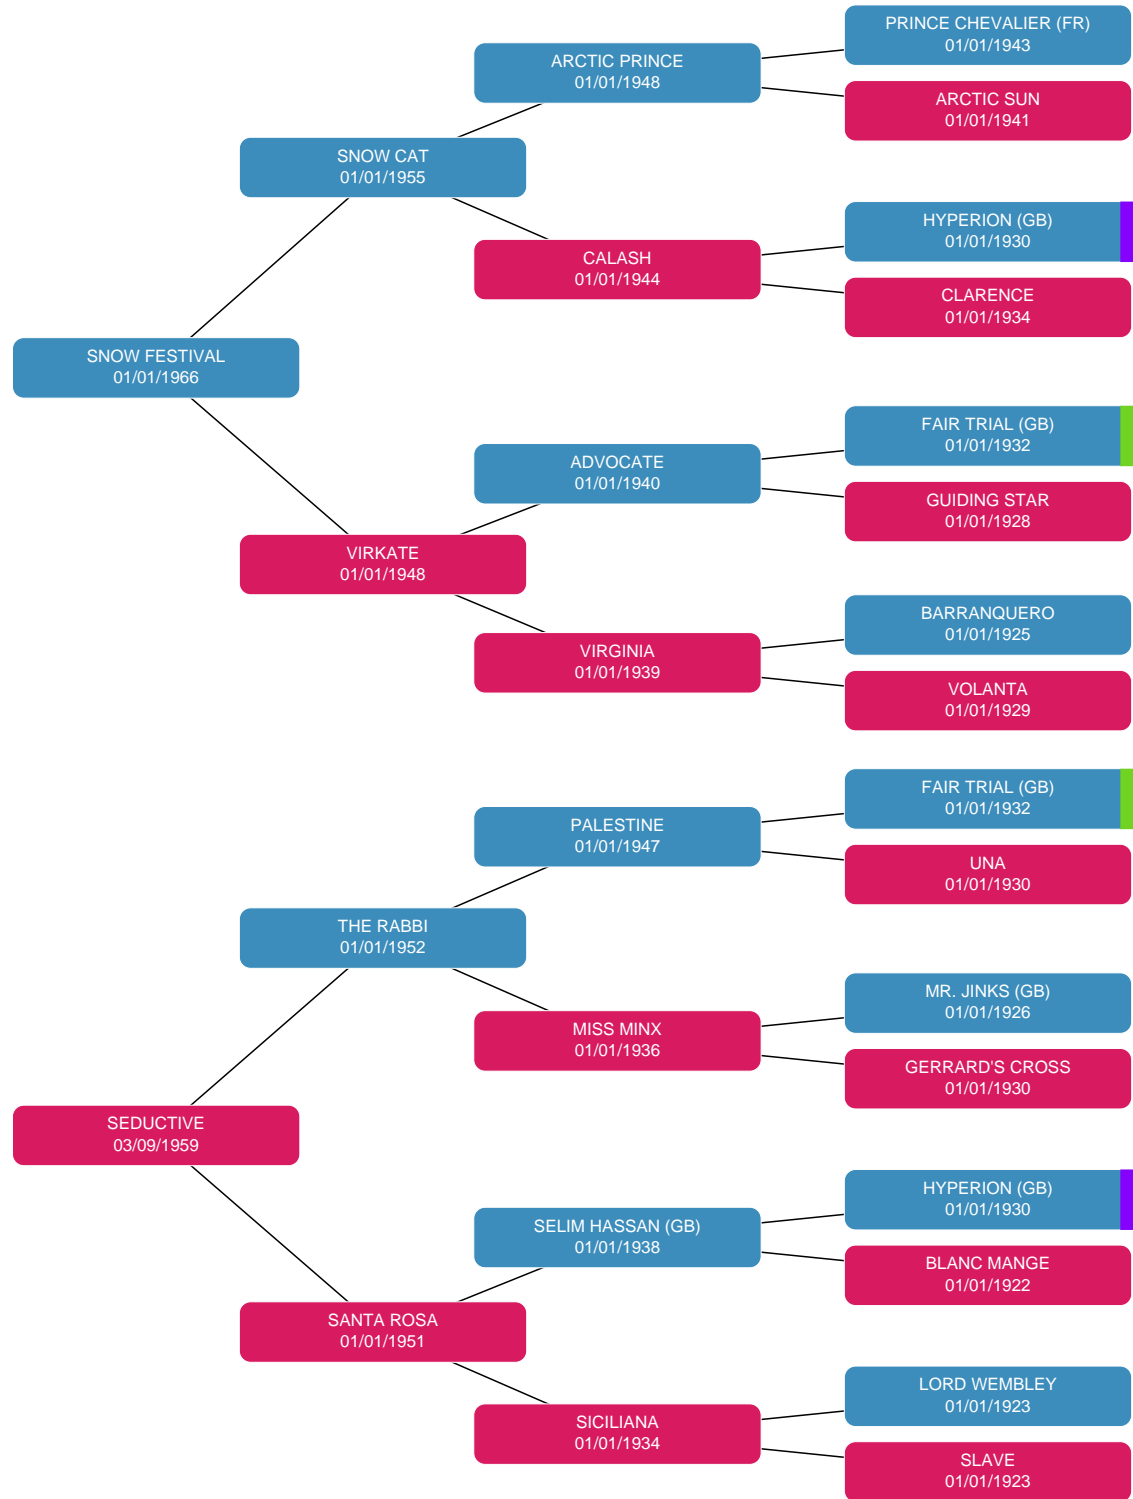 PRINCE CHEVALIER (FR)
01/01/1943
ARCTIC PRINCE
01/01/1948
ARCTIC SUN
01/01/1941
SNOW CAT
01/01/1955
HYPERION (GB)
01/01/1930
CALASH
01/01/1944
CLARENCE
01/01/1934
SNOW FESTIVAL
01/01/1966
FAIR TRIAL (GB)
01/01/1932
ADVOCATE
01/01/1940
GUIDING STAR
01/01/1928
VIRKATE
01/01/1948
BARRANQUERO
01/01/1925
VIRGINIA
01/01/1939
VOLANTA
01/01/1929
FAIR TRIAL (GB)
01/01/1932
PALESTINE
01/01/1947
UNA
01/01/1930
THE RABBI
01/01/1952
MR. JINKS (GB)
01/01/1926
MISS MINX
01/01/1936
GERRARD'S CROSS
01/01/1930
SEDUCTIVE
03/09/1959
HYPERION (GB)
01/01/1930
SELIM HASSAN (GB)
01/01/1938
BLANC MANGE
01/01/1922
SANTA ROSA
01/01/1951
LORD WEMBLEY
01/01/1923
SICILIANA
01/01/1934
SLAVE
01/01/1923